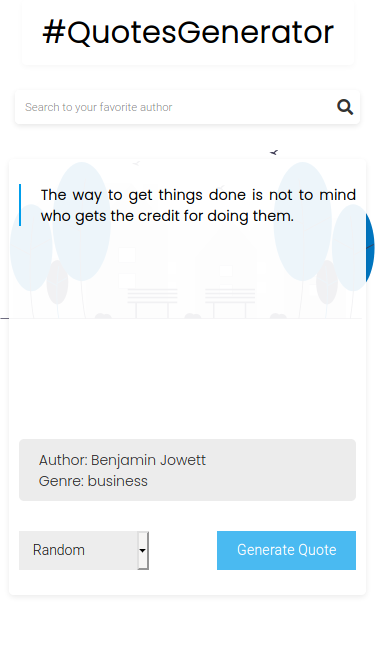 #QuotesGenerator
Search to your favorite author
The way to get things done is not to mind
who gets the credit for doing them.
Author: Benjamin Jowett
Genre: business
Random
Generate Quote